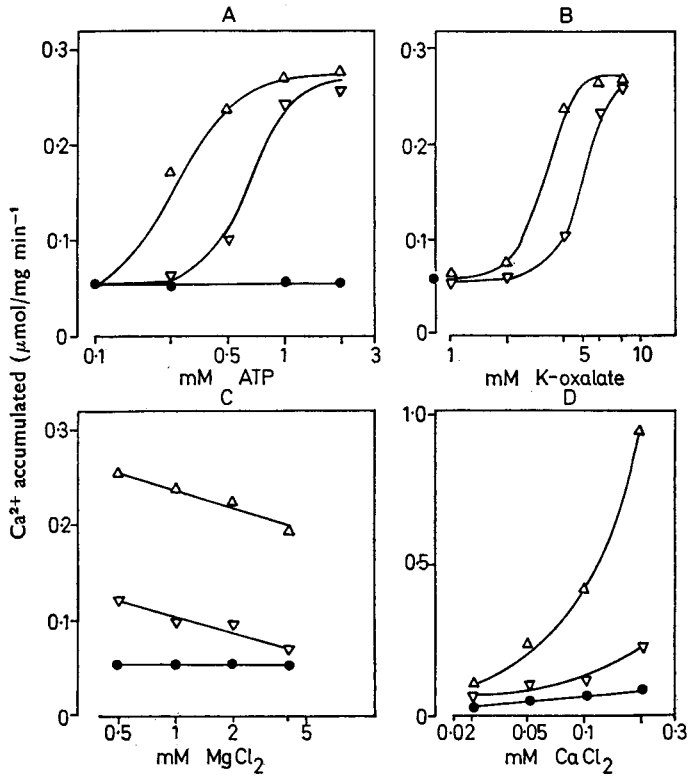 Ca²⁺ accumulated (μmol/mg min⁻¹)
A
0·3
0·2
0·1
0
0·1 0·5 1 3
mM ATP
B
0·3
0·2
0·1
0
1 5 10
mM K-oxalate
C
0·3
0·2
0·1
0
0·5 1 2 5
mM MgCl₂
D
1·0
0·5
0
0·02 0·05 0·1 0·3
mM CaCl₂